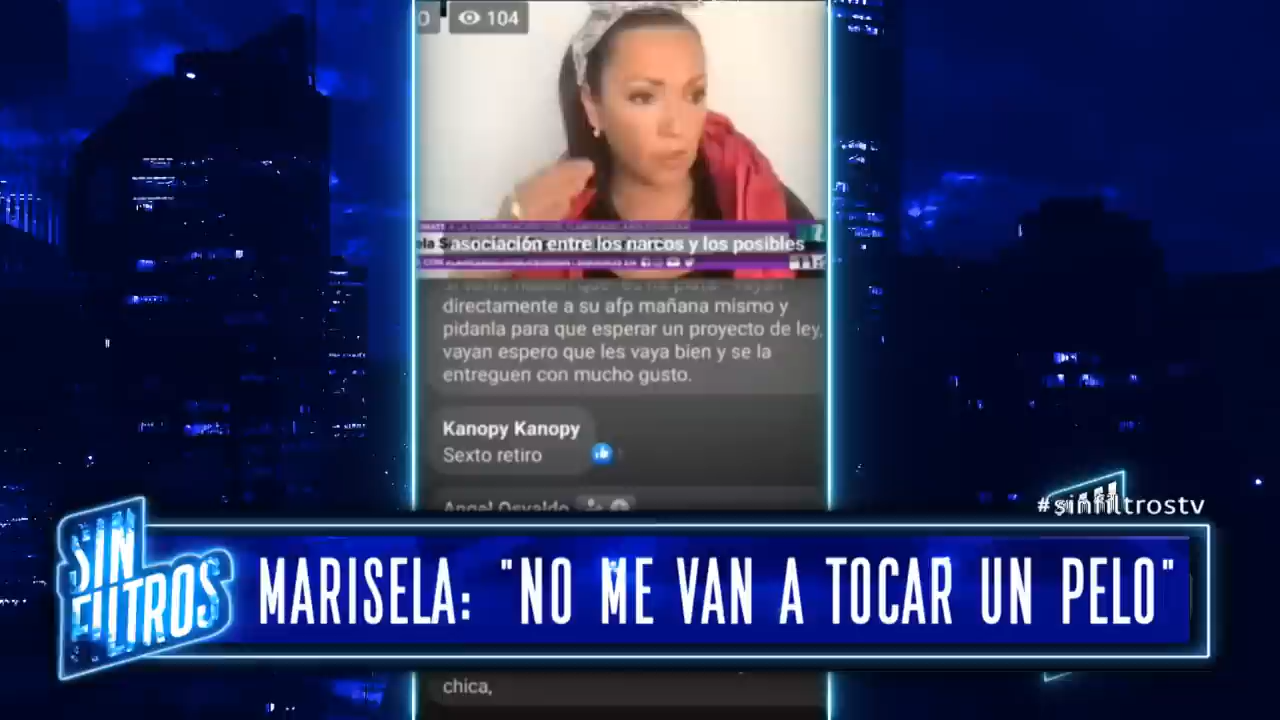 104
asociación entre los narcos y los posibles
directamente a su afp mañana mismo y
pidanla para que esperar un proyecto de ley,
vayan espero que les vaya bien y se la
entreguen con mucho gusto.
Kanopy Kanopy
Sexto retiro
Angel Osvaldo
#sinfiltrostv
SIN
FILTROS
MARISELA: "NO ME VAN A TOCAR UN PELO"
chica,